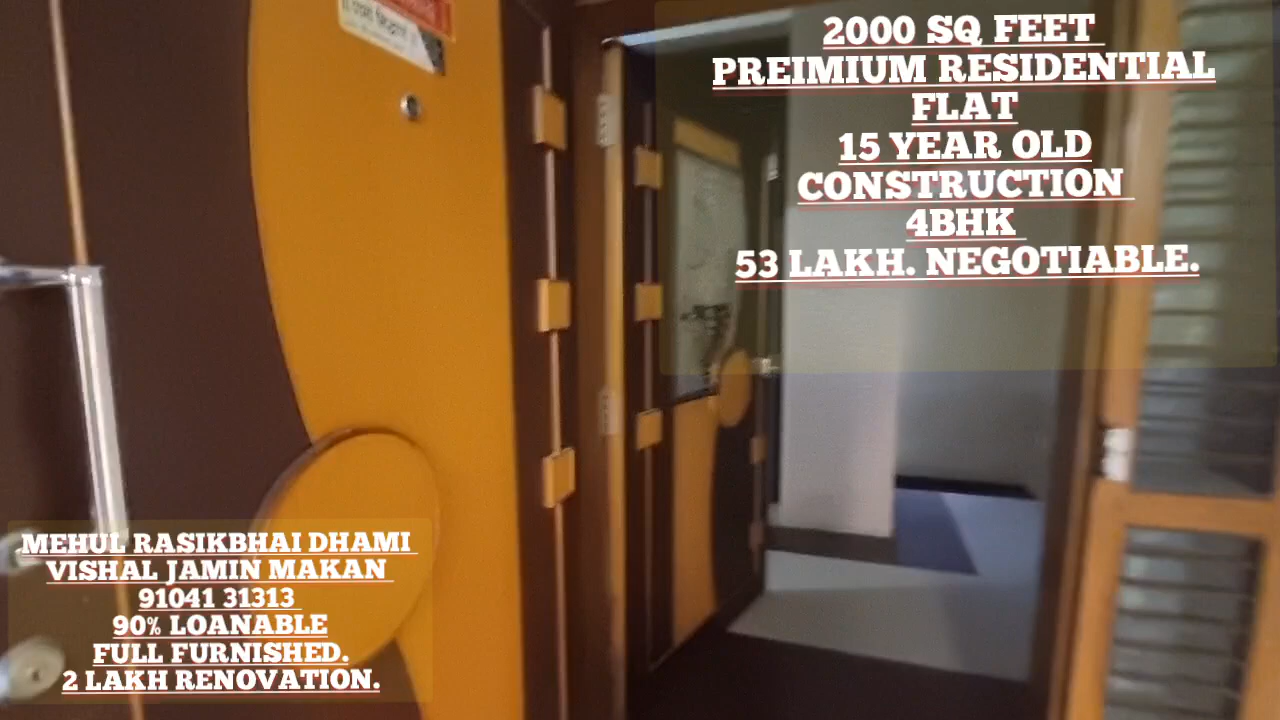 2000 SQ FEET
PREIMIUM RESIDENTIAL
FLAT
15 YEAR OLD
CONSTRUCTION
4BHK
53 LAKH. NEGOTIABLE.
MEHUL RASIKBHAI DHAMI
VISHAL JAMIN MAKAN
91041 31313
90% LOANABLE
FULL FURNISHED.
2 LAKH RENOVATION.